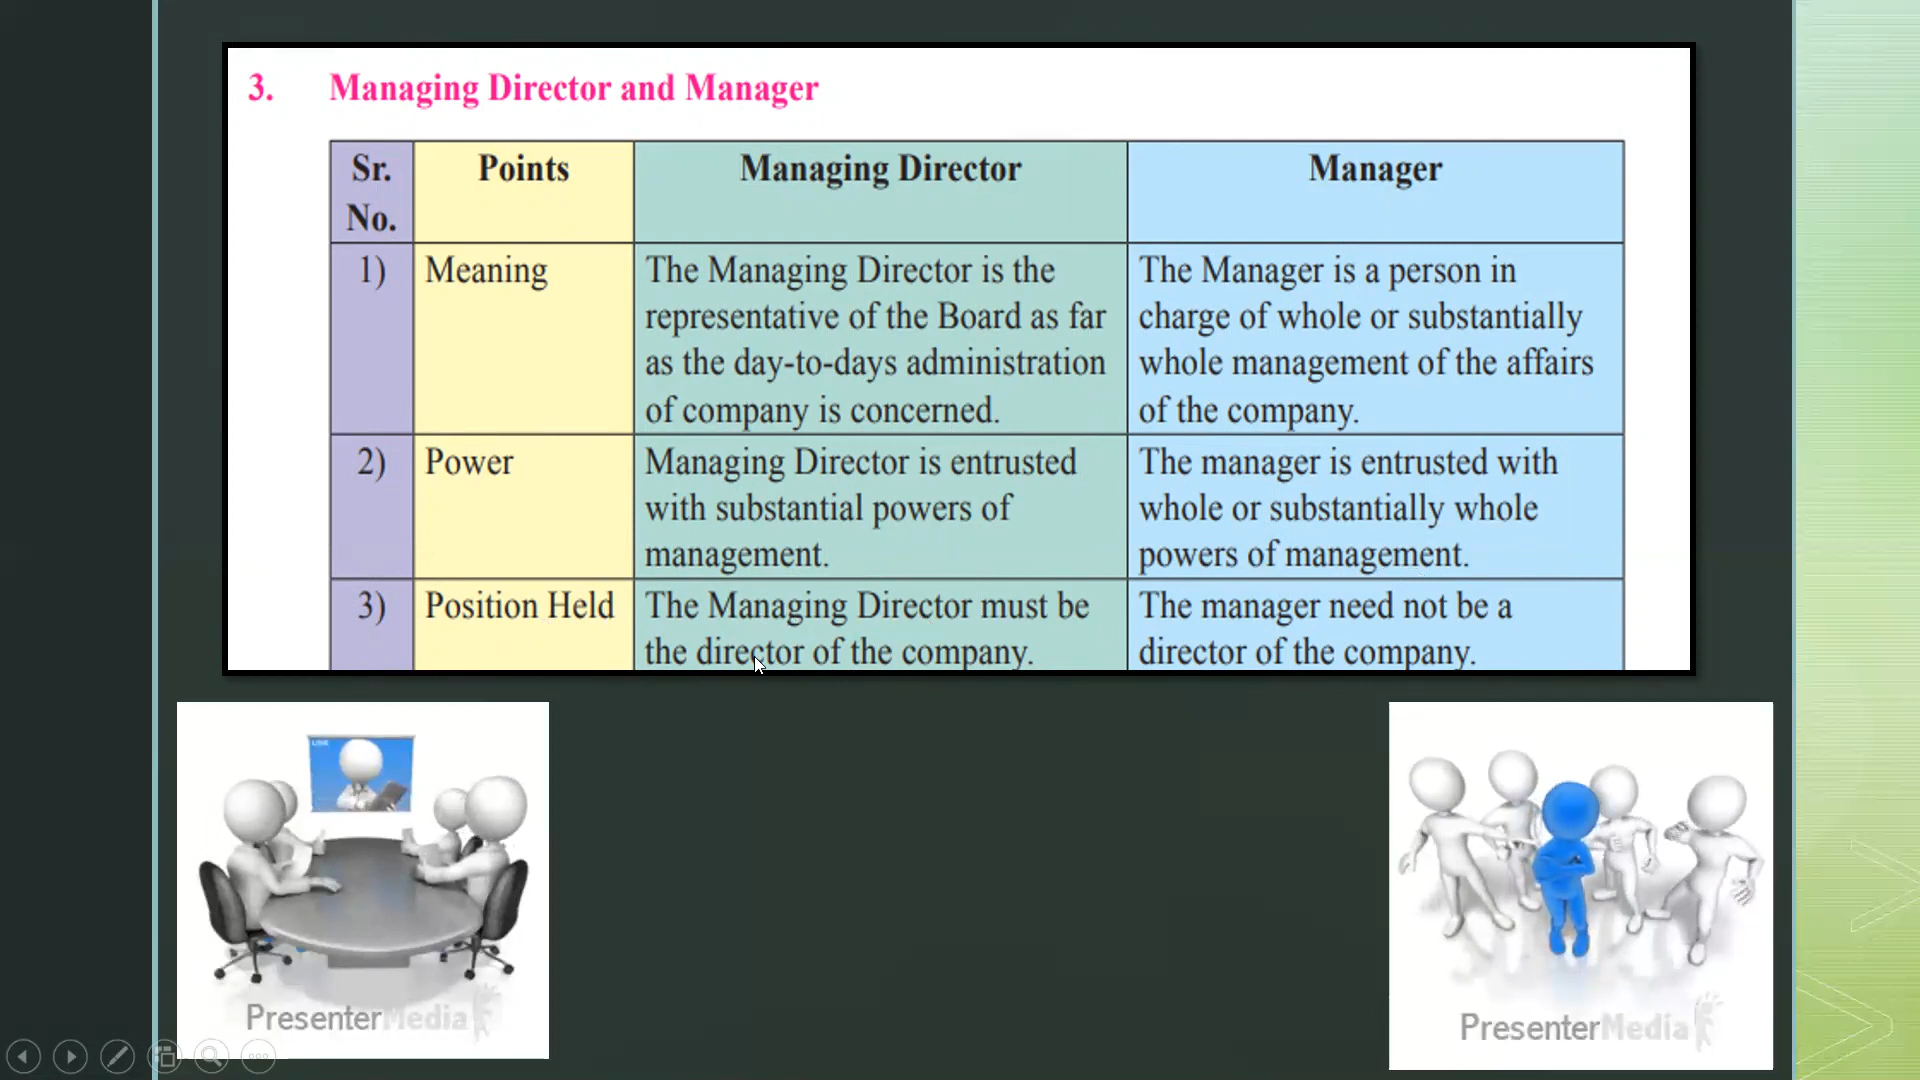 3. Managing Director and Manager
Sr. No. Points Managing Director Manager
1) Meaning
The Managing Director is the
representative of the Board as far
as the day-to-days administration
of company is concerned.
The Manager is a person in
charge of whole or substantially
whole management of the affairs
of the company.
2) Power
Managing Director is entrusted
with substantial powers of
management.
The manager is entrusted with
whole or substantially whole
powers of management.
3) Position Held
The Managing Director must be
the director of the company.
The manager need not be a
director of the company.
LIVE
PresenterMedia
PresenterMedia